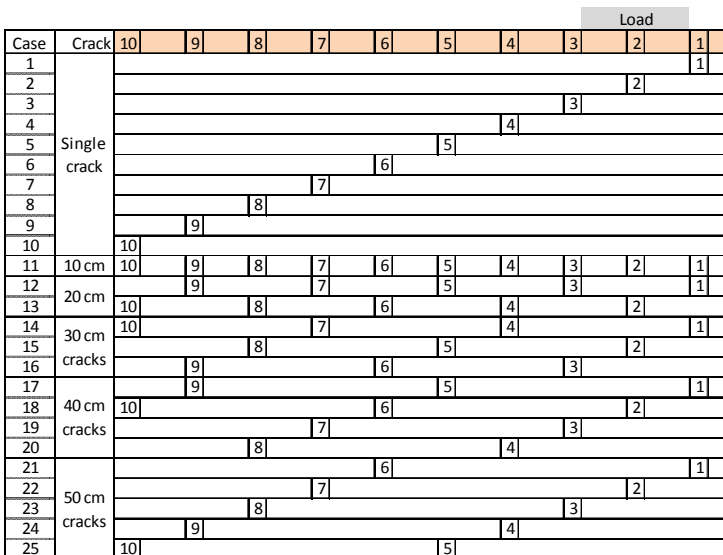 Load
Case Crack 10 9 8 7 6 5 4 3 2 1
1 1
2 2
3 3
4 4
5 Single 5
6 crack 6
7 7
8 8
9 9
10 10
11 10 cm 10 9 8 7 6 5 4 3 2 1
12 20 cm 9 7 5 3 1
13 10 8 6 4 2
14 30 cm 10 7 4 1
15 cracks 8 5 2
16 9 6 3
17 40 cm 9 5 1
18 cracks 10 6 2
19 7 3
20 8 4
21 50 cm 6 1
22 cracks 7 2
23 8 3
24 9 4
25 10 5